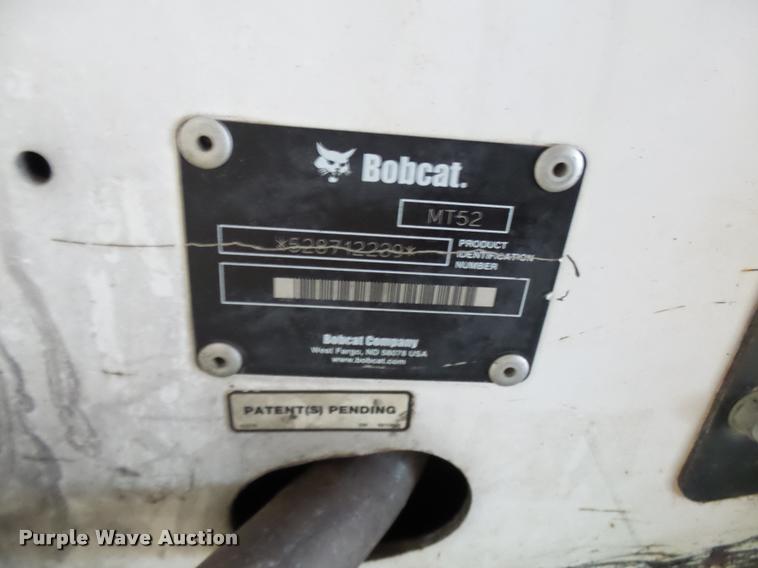 Bobcat.
MT52
*528712239*
PRODUCT
IDENTIFICATION
NUMBER
Bobcat Company
West Fargo, ND 58078 USA
www.bobcat.com
PATENT(S) PENDING
Purple Wave Auction